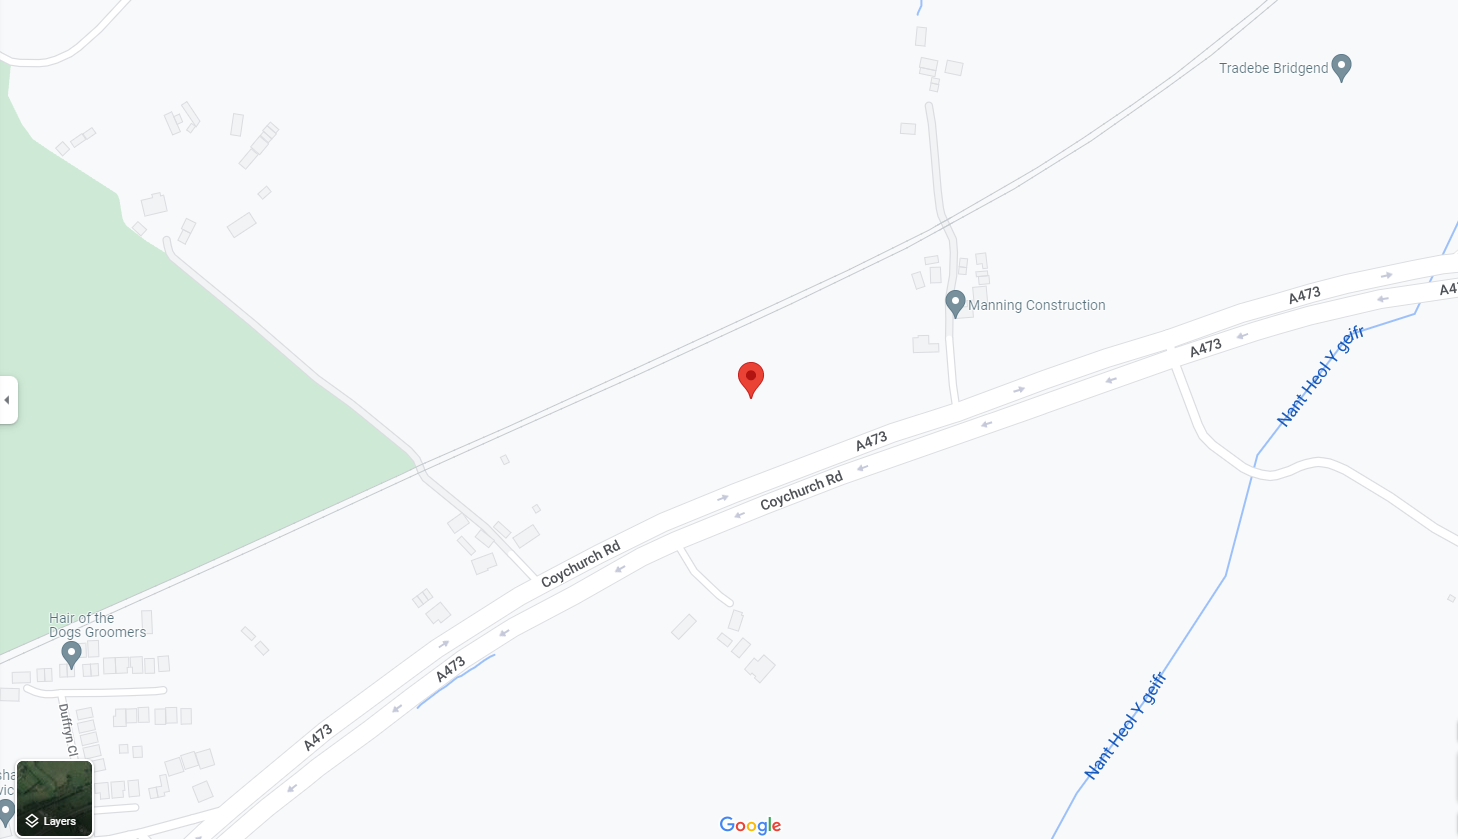 Tradebe Bridgend
A473
A47
Manning Construction
A473
Nant Heol Y geifr
A473
Coychurch Rd
Coychurch Rd
Hair of the
Dogs Groomers
A473
Nant Heol Y geifr
Duffryn Cl
A473
Layers
Google